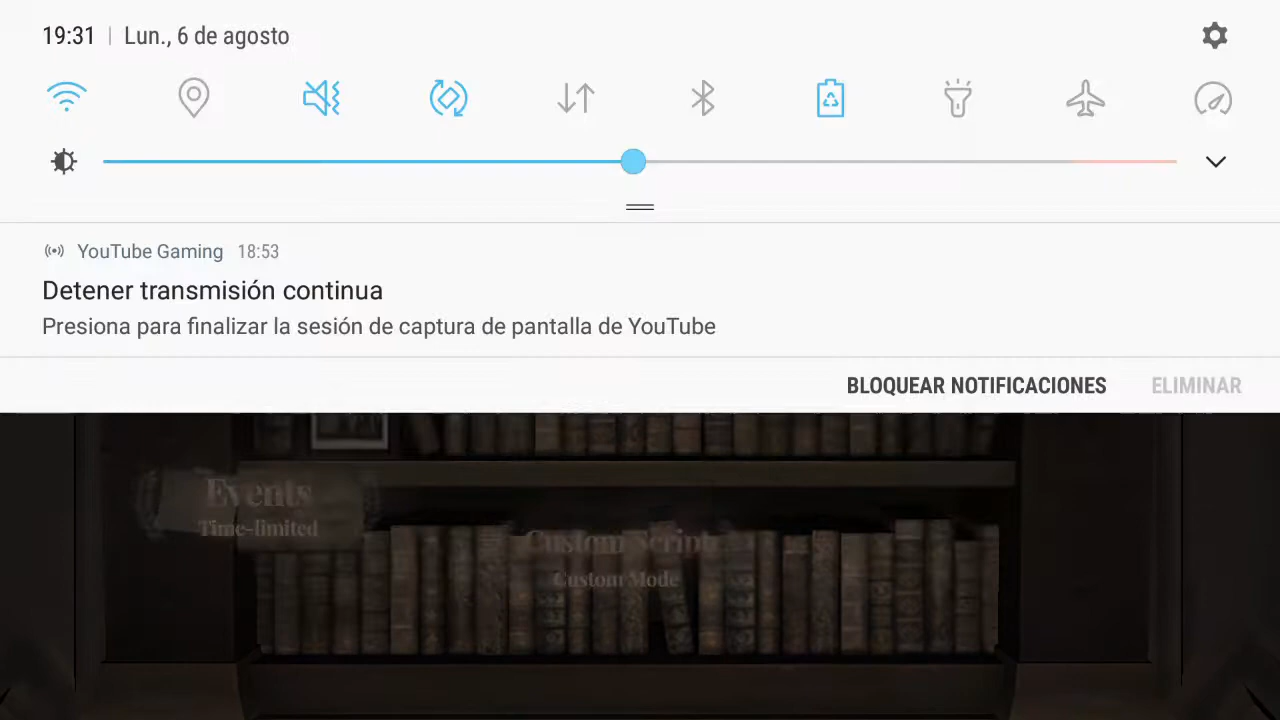 19:31 | Lun., 6 de agosto
YouTube Gaming 18:53
Detener transmisión continua
Presiona para finalizar la sesión de captura de pantalla de YouTube
BLOQUEAR NOTIFICACIONES ELIMINAR
Events
Time-limited
Custom Script
Custom Mode